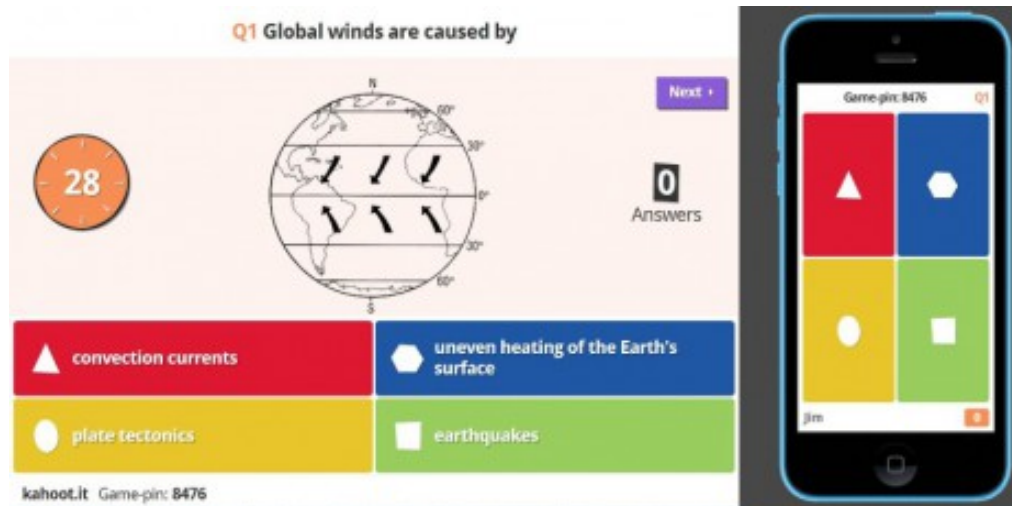 Q1 Global winds are caused by
Next
28
N
60°
30°
0°
30°
60°
S
0
Answers
convection currents
uneven heating of the Earth's
surface
plate tectonics
earthquakes
kahoot.it Game-pin: 8476
Game-pin: 8476 Q1
Jim 0